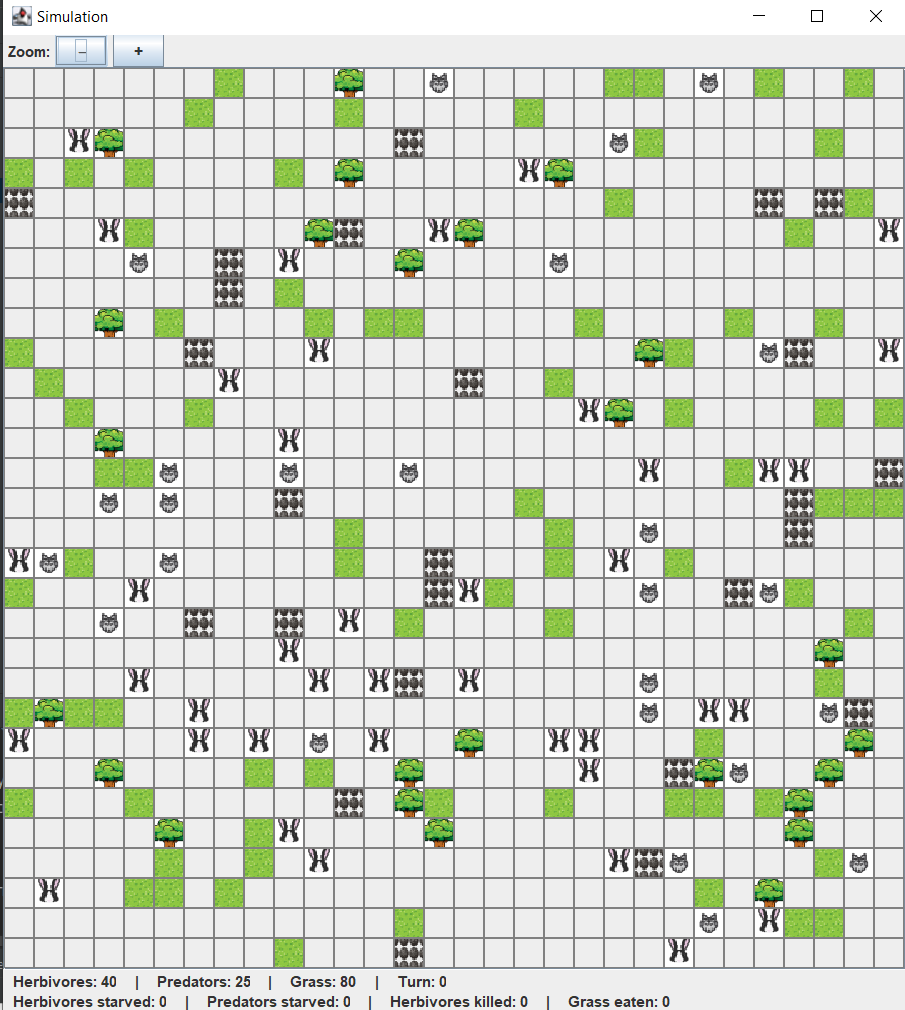 Simulation
Zoom: – +
Herbivores: 40 | Predators: 25 | Grass: 80 | Turn: 0
Herbivores starved: 0 | Predators starved: 0 | Herbivores killed: 0 | Grass eaten: 0